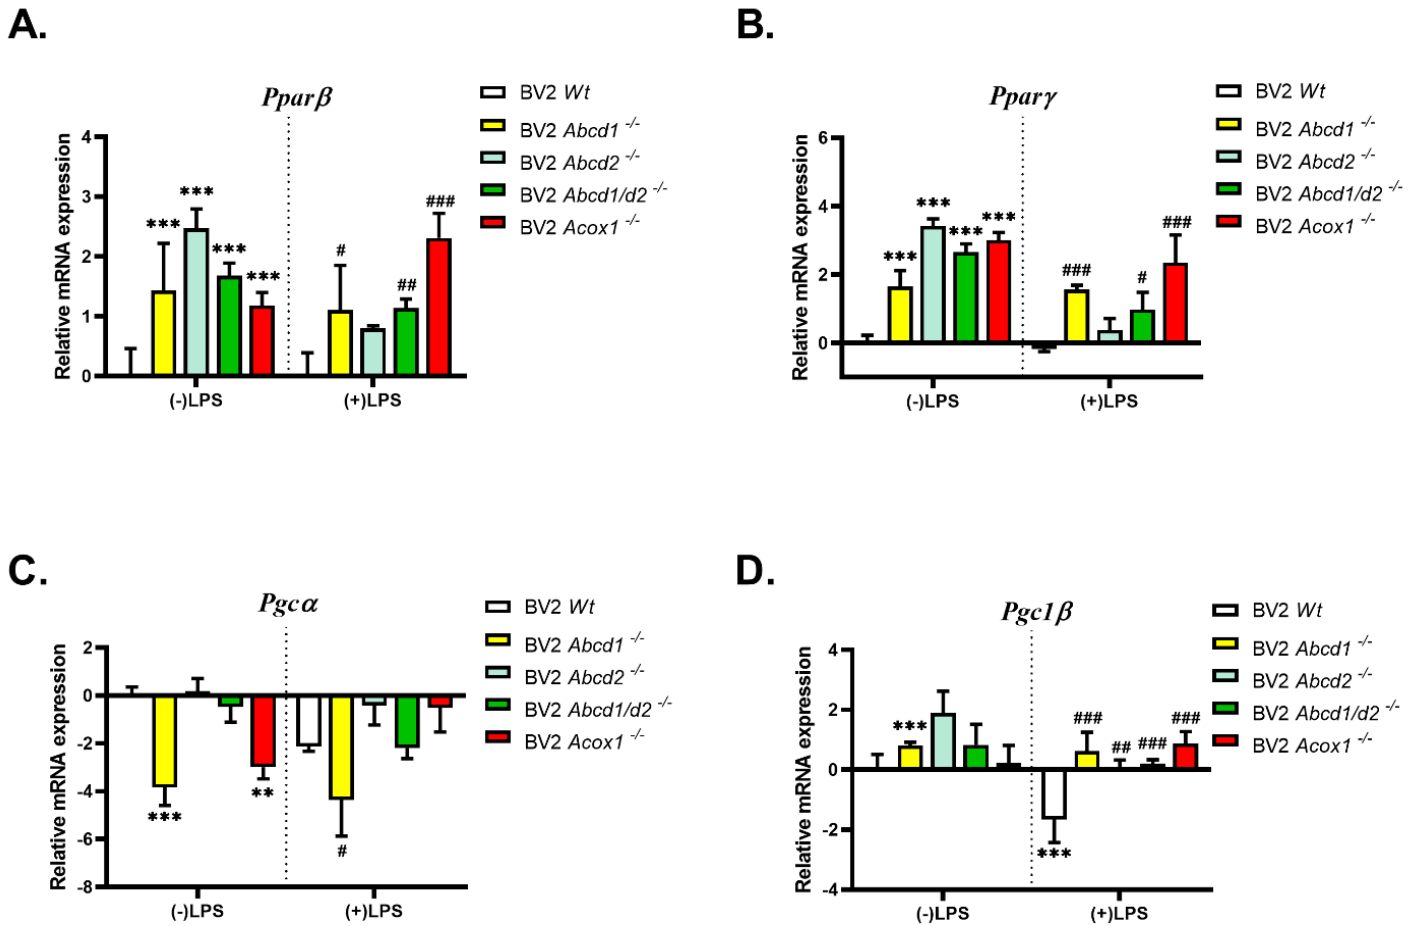 A.
Pparβ
Relative mRNA expression
4
3
2
1
0
***
***
***
***
#
##
###
(-)LPS
(+)LPS
BV2 Wt
BV2 Abcd1 -/-
BV2 Abcd2 -/-
BV2 Abcd1/d2 -/-
BV2 Acox1 -/-
B.
Pparγ
Relative mRNA expression
6
4
2
0
***
***
***
***
###
#
###
(-)LPS
(+)LPS
BV2 Wt
BV2 Abcd1 -/-
BV2 Abcd2 -/-
BV2 Abcd1/d2 -/-
BV2 Acox1 -/-
C.
Pgcα
Relative mRNA expression
2
0
-2
-4
-6
-8
***
**
#
(-)LPS
(+)LPS
BV2 Wt
BV2 Abcd1 -/-
BV2 Abcd2 -/-
BV2 Abcd1/d2 -/-
BV2 Acox1 -/-
D.
Pgc1β
Relative mRNA expression
4
2
0
-2
-4
***
***
###
##
###
###
(-)LPS
(+)LPS
BV2 Wt
BV2 Abcd1 -/-
BV2 Abcd2 -/-
BV2 Abcd1/d2 -/-
BV2 Acox1 -/-